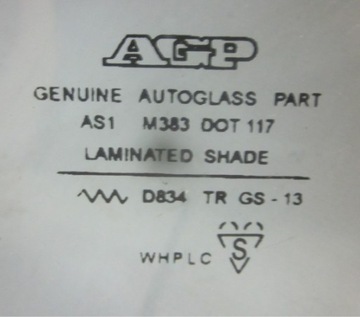 AGP
GENUINE AUTOGLASS PART
AS1 M383 DOT 117
LAMINATED SHADE
D834 TR GS - 13
WHPLC S